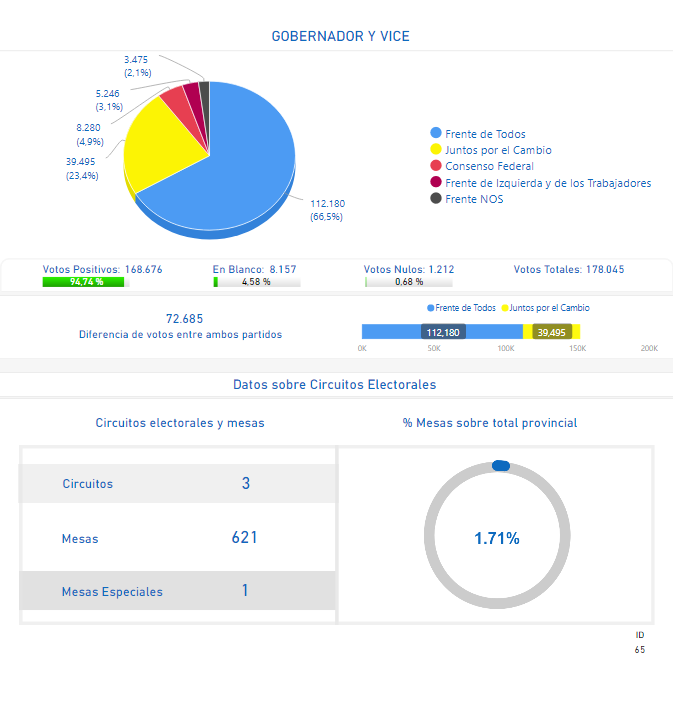 GOBERNADOR Y VICE
3.475
(2,1%)
5.246
(3,1%)
8.280
(4,9%)
39.495
(23,4%)
112.180
(66,5%)
Frente de Todos
Juntos por el Cambio
Consenso Federal
Frente de Izquierda y de los Trabajadores
Frente NOS
Votos Positivos: 168.676
94,74 %
En Blanco: 8.157
4,58 %
Votos Nulos: 1.212
0,68 %
Votos Totales: 178.045
72.685
Diferencia de votos entre ambos partidos
Frente de Todos Juntos por el Cambio
112,180 39,495
0K 50K 100K 150K 200K
Datos sobre Circuitos Electorales
Circuitos electorales y mesas
Circuitos 3
Mesas 621
Mesas Especiales 1
% Mesas sobre total provincial
1.71%
ID
65